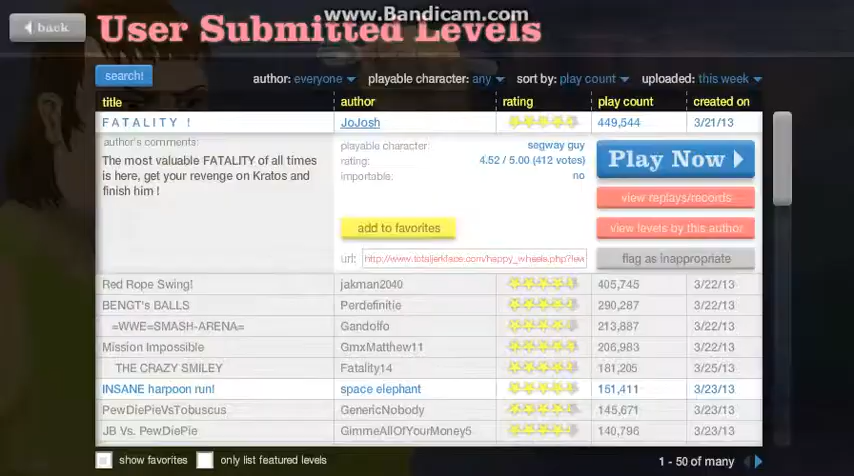 www.Bandicam.com
back
User Submitted Levels
search!
author: everyone playable character: any sort by: play count uploaded: this week
title author rating play count created on
FATALITY ! JoJosh 449,544 3/21/13
author's comments:
The most valuable FATALITY of all times
is here, get your revenge on Kratos and
finish him !
playable character: segway guy
rating: 4.52 / 5.00 (412 votes)
importable: no
Play Now
view replays/records
add to favorites
view levels by this author
url: http://www.totaljerkface.com/happy_wheels.php?leve
flag as inappropriate
Red Rope Swing! jakman2040 405,745 3/22/13
BENGT's BALLS Perdefinitie 290,287 3/22/13
=WWE=SMASH-ARENA= Gandolfo 213,887 3/22/13
Mission Impossible GmxMatthew11 206,983 3/22/13
THE CRAZY SMILEY Fatality14 181,205 3/25/13
INSANE harpoon run! space elephant 151,411 3/23/13
PewDiePieVsTobuscus GenericNobody 145,671 3/23/13
JB Vs. PewDiePie GimmeAllOfYourMoney5 140,796 3/23/13
show favorites only list featured levels 1 - 50 of many